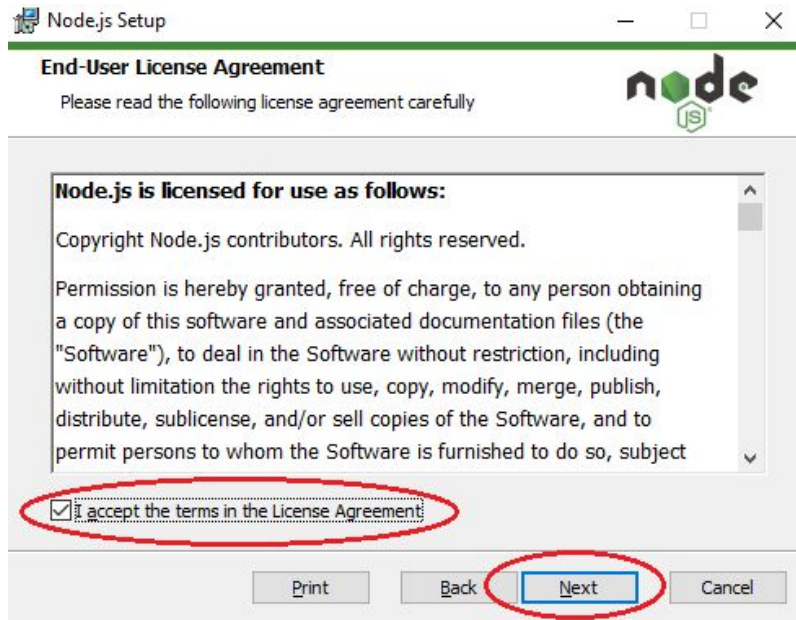 Node.js Setup
End-User License Agreement
Please read the following license agreement carefully
node
JS
Node.js is licensed for use as follows:
Copyright Node.js contributors. All rights reserved.
Permission is hereby granted, free of charge, to any person obtaining
a copy of this software and associated documentation files (the
"Software"), to deal in the Software without restriction, including
without limitation the rights to use, copy, modify, merge, publish,
distribute, sublicense, and/or sell copies of the Software, and to
permit persons to whom the Software is furnished to do so, subject
I accept the terms in the License Agreement
Print Back Next Cancel